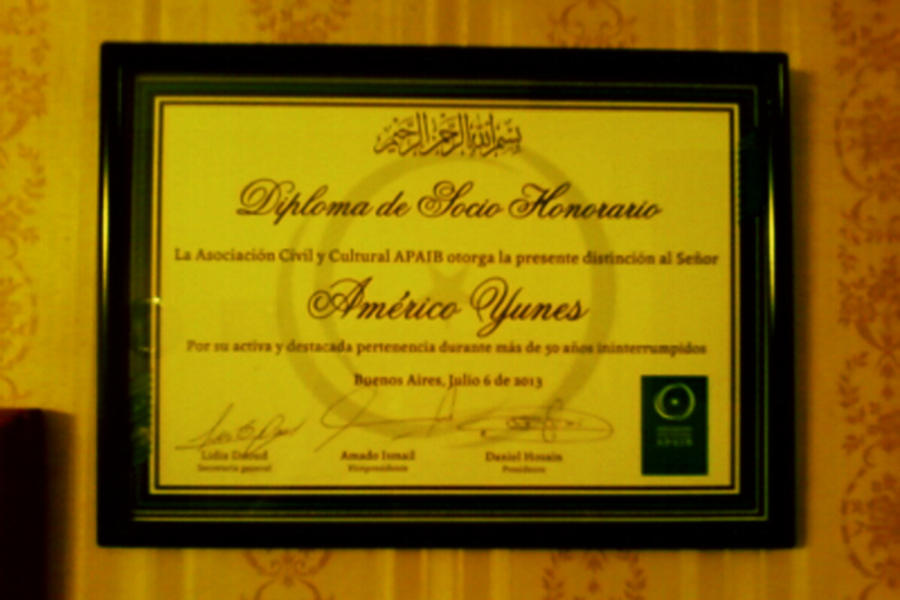 بسم الله الرحمن الرحيم
Diploma de Socio Honorario
La Asociación Civil y Cultural APAIB otorga la presente distinción al Señor
Américo Yunes
Por su activa y destacada pertenencia durante más de 50 años ininterrumpidos
Buenos Aires, Julio 6 de 2013
Lidia Daroud Amado Ismail Daniel Hosain
Secretaria general Vicepresidente Presidente
APAIB